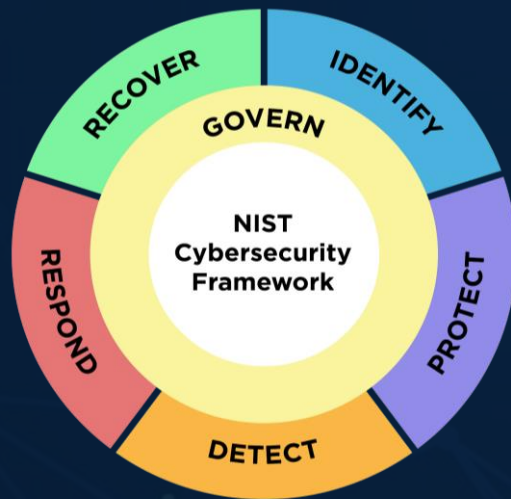 RECOVER
IDENTIFY
GOVERN
NIST
Cybersecurity
Framework
RESPOND
PROTECT
DETECT